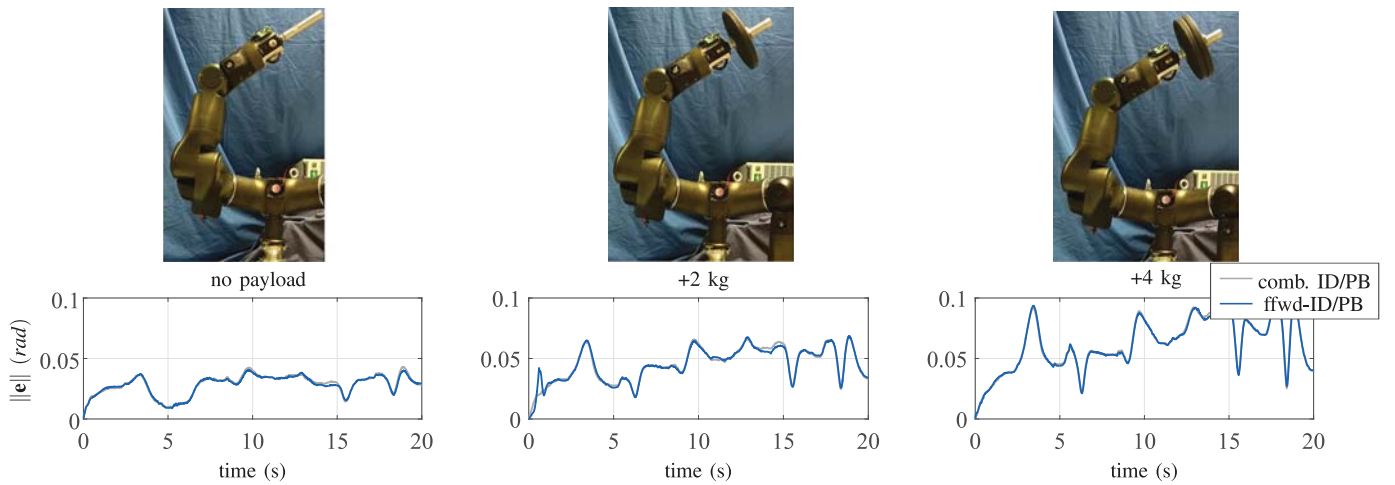 no payload
+2 kg
+4 kg
comb. ID/PB
ffwd-ID/PB
||e|| (rad)
0.1
0.05
0
0 5 10 15 20
time (s)
0.1
0.05
0
0 5 10 15 20
time (s)
0.1
0.05
0
0 5 10 15 20
time (s)